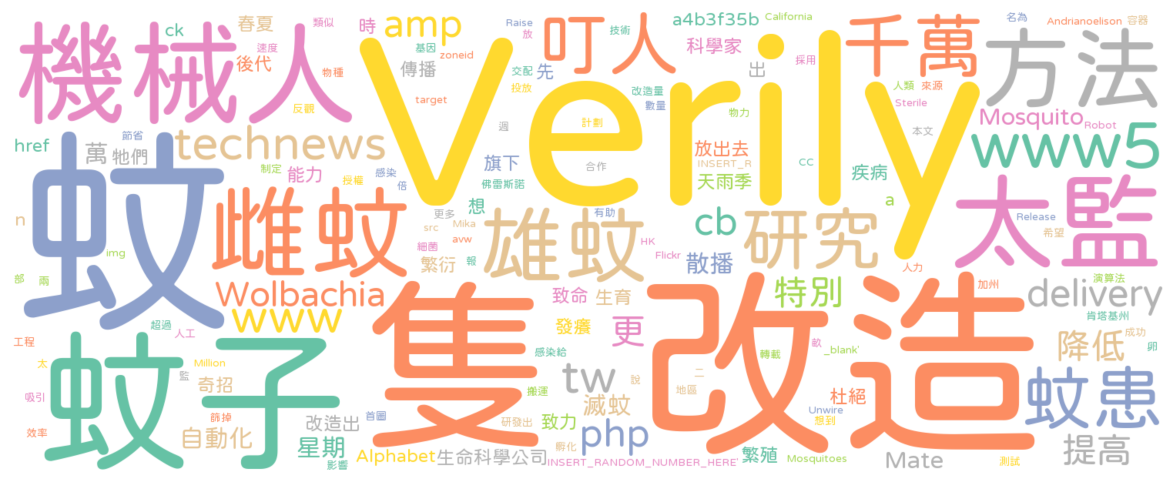 ck
春夏
類似
時
amp
Raise
放
技術
a4b3f35b
California
名為
Andrianoelison
容器
機械人
速度
後代
物種
反觀
基因
zoneid
傳播
Verily
交配
投放
先
叮人
科學家
出
採用
千萬
方法
target
改造量
數量
人類
來源
Sterile
物力
Mosquito
Robot
href
節省
萬
牠們
technews
週
計劃
本文
www5
制定
能力
授權
感染
倍
旗下
佛雷斯諾
合作
放出去
INSERT_R
天雨季
cc
疾病
a
蚊
n
雌蚊
想
更多
Mika
src
avw
細菌
繁衍
報
雄蚊
有助
HK
Flickr
cb
散播
研究
太監
Release
希望
人力
img
部
兩
Wolbachia
www
致命
生育
特別
加州
delivery
演算法
肯塔基州
超過
人工
發癢
更
隻
改造
工程
蚊子
太
Million
監
奇招
感染給
畝
轉載
_blank'
降低
成功
卵
吸引
篩掉
tw
說
搬運
滅蚊
二
地區
杜絕
蚊患
效率
自動化
改造出
首圖
研發出
致力
Unwire
想到
星期
影響
Alphabet
生命科學公司
孵化
php
INSERT_RANDOM_NUMBER_HERE'
繁殖
Mosquitoes
Mate
測試
提高